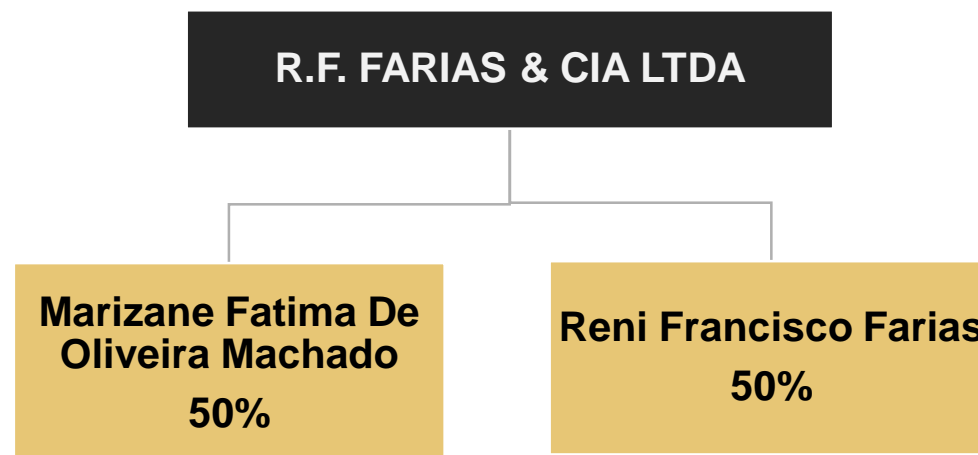 R.F. FARIAS & CIA LTDA
Marizane Fatima De
Oliveira Machado
50%
Reni Francisco Farias
50%